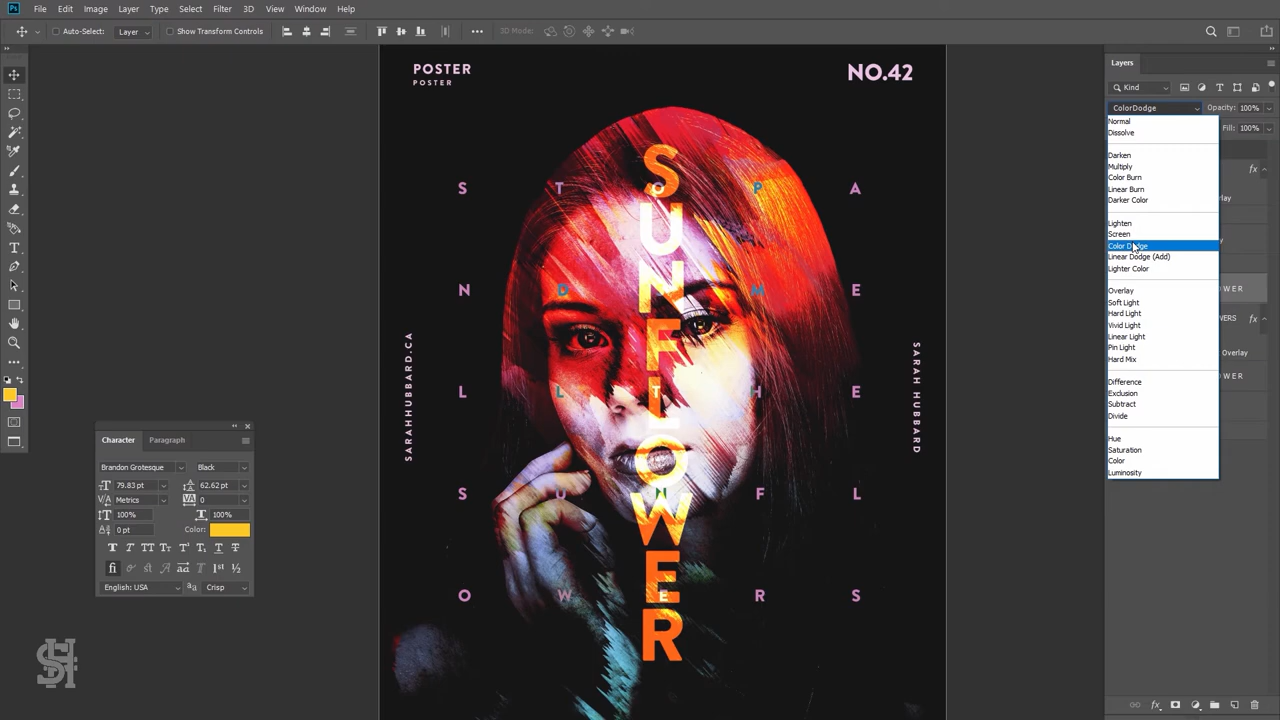 Ps File Edit Image Layer Type Select Filter 3D View Window Help
Auto-Select: Layer Show Transform Controls 3D Mode:
POSTER
POSTER
NO.42
SUNFLOWER
S T O P A
N D M E
L L T H E
S U N F L
O W E R S
SARAHHUBBARD.CA
SARAH HUBBARD
Character Paragraph
Brandon Grotesque Black
79.83 pt 62.62 pt
Metrics 0
100% 100%
0 pt Color:
English: USA Crisp
Layers
Kind
ColorDodge Opacity: 100%
Fill: 100%
Normal
Dissolve
Darken
Multiply
Color Burn
Linear Burn
Darker Color
Lighten
Screen
Color Dodge
Linear Dodge (Add)
Lighter Color
Overlay
Soft Light
Hard Light
Vivid Light
Linear Light
Pin Light
Hard Mix
Difference
Exclusion
Subtract
Divide
Hue
Saturation
Color
Luminosity
fx
lay
O W E R
W E R S fx
Overlay
O W E R
fx